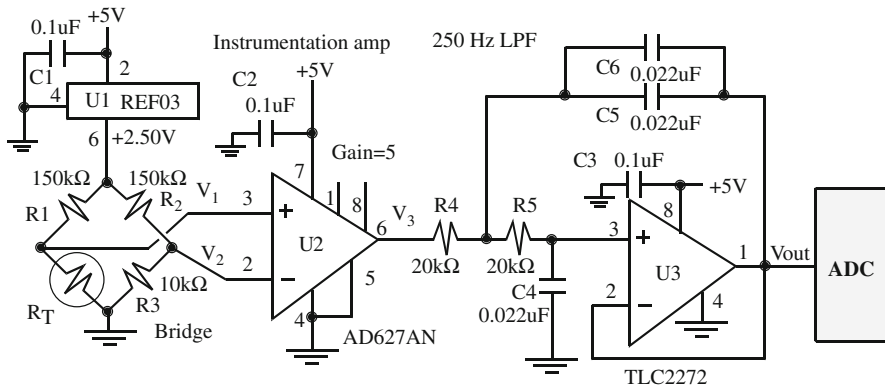 +5V
0.1uF
C1
2
4
U1 REF03
6
+2.50V
150kΩ
150kΩ
R1
R2
RT
R3
10kΩ
Bridge
Instrumentation amp
C2
+5V
0.1uF
Gain=5
7
1
8
V1
3
+
V2
2
−
U2
6
V3
5
4
AD627AN
250 Hz LPF
C6
0.022uF
C5
0.022uF
R4
20kΩ
R5
20kΩ
C4
0.022uF
C3
0.1uF
+5V
8
3
+
U3
1
2
−
4
TLC2272
Vout
ADC